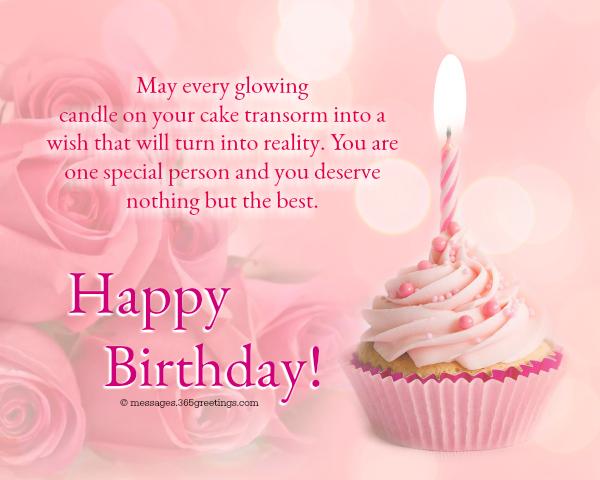 May every glowing
candle on your cake transorm into a
wish that will turn into reality. You are
one special person and you deserve
nothing but the best.
Happy
Birthday!
© messages.365greetings.com